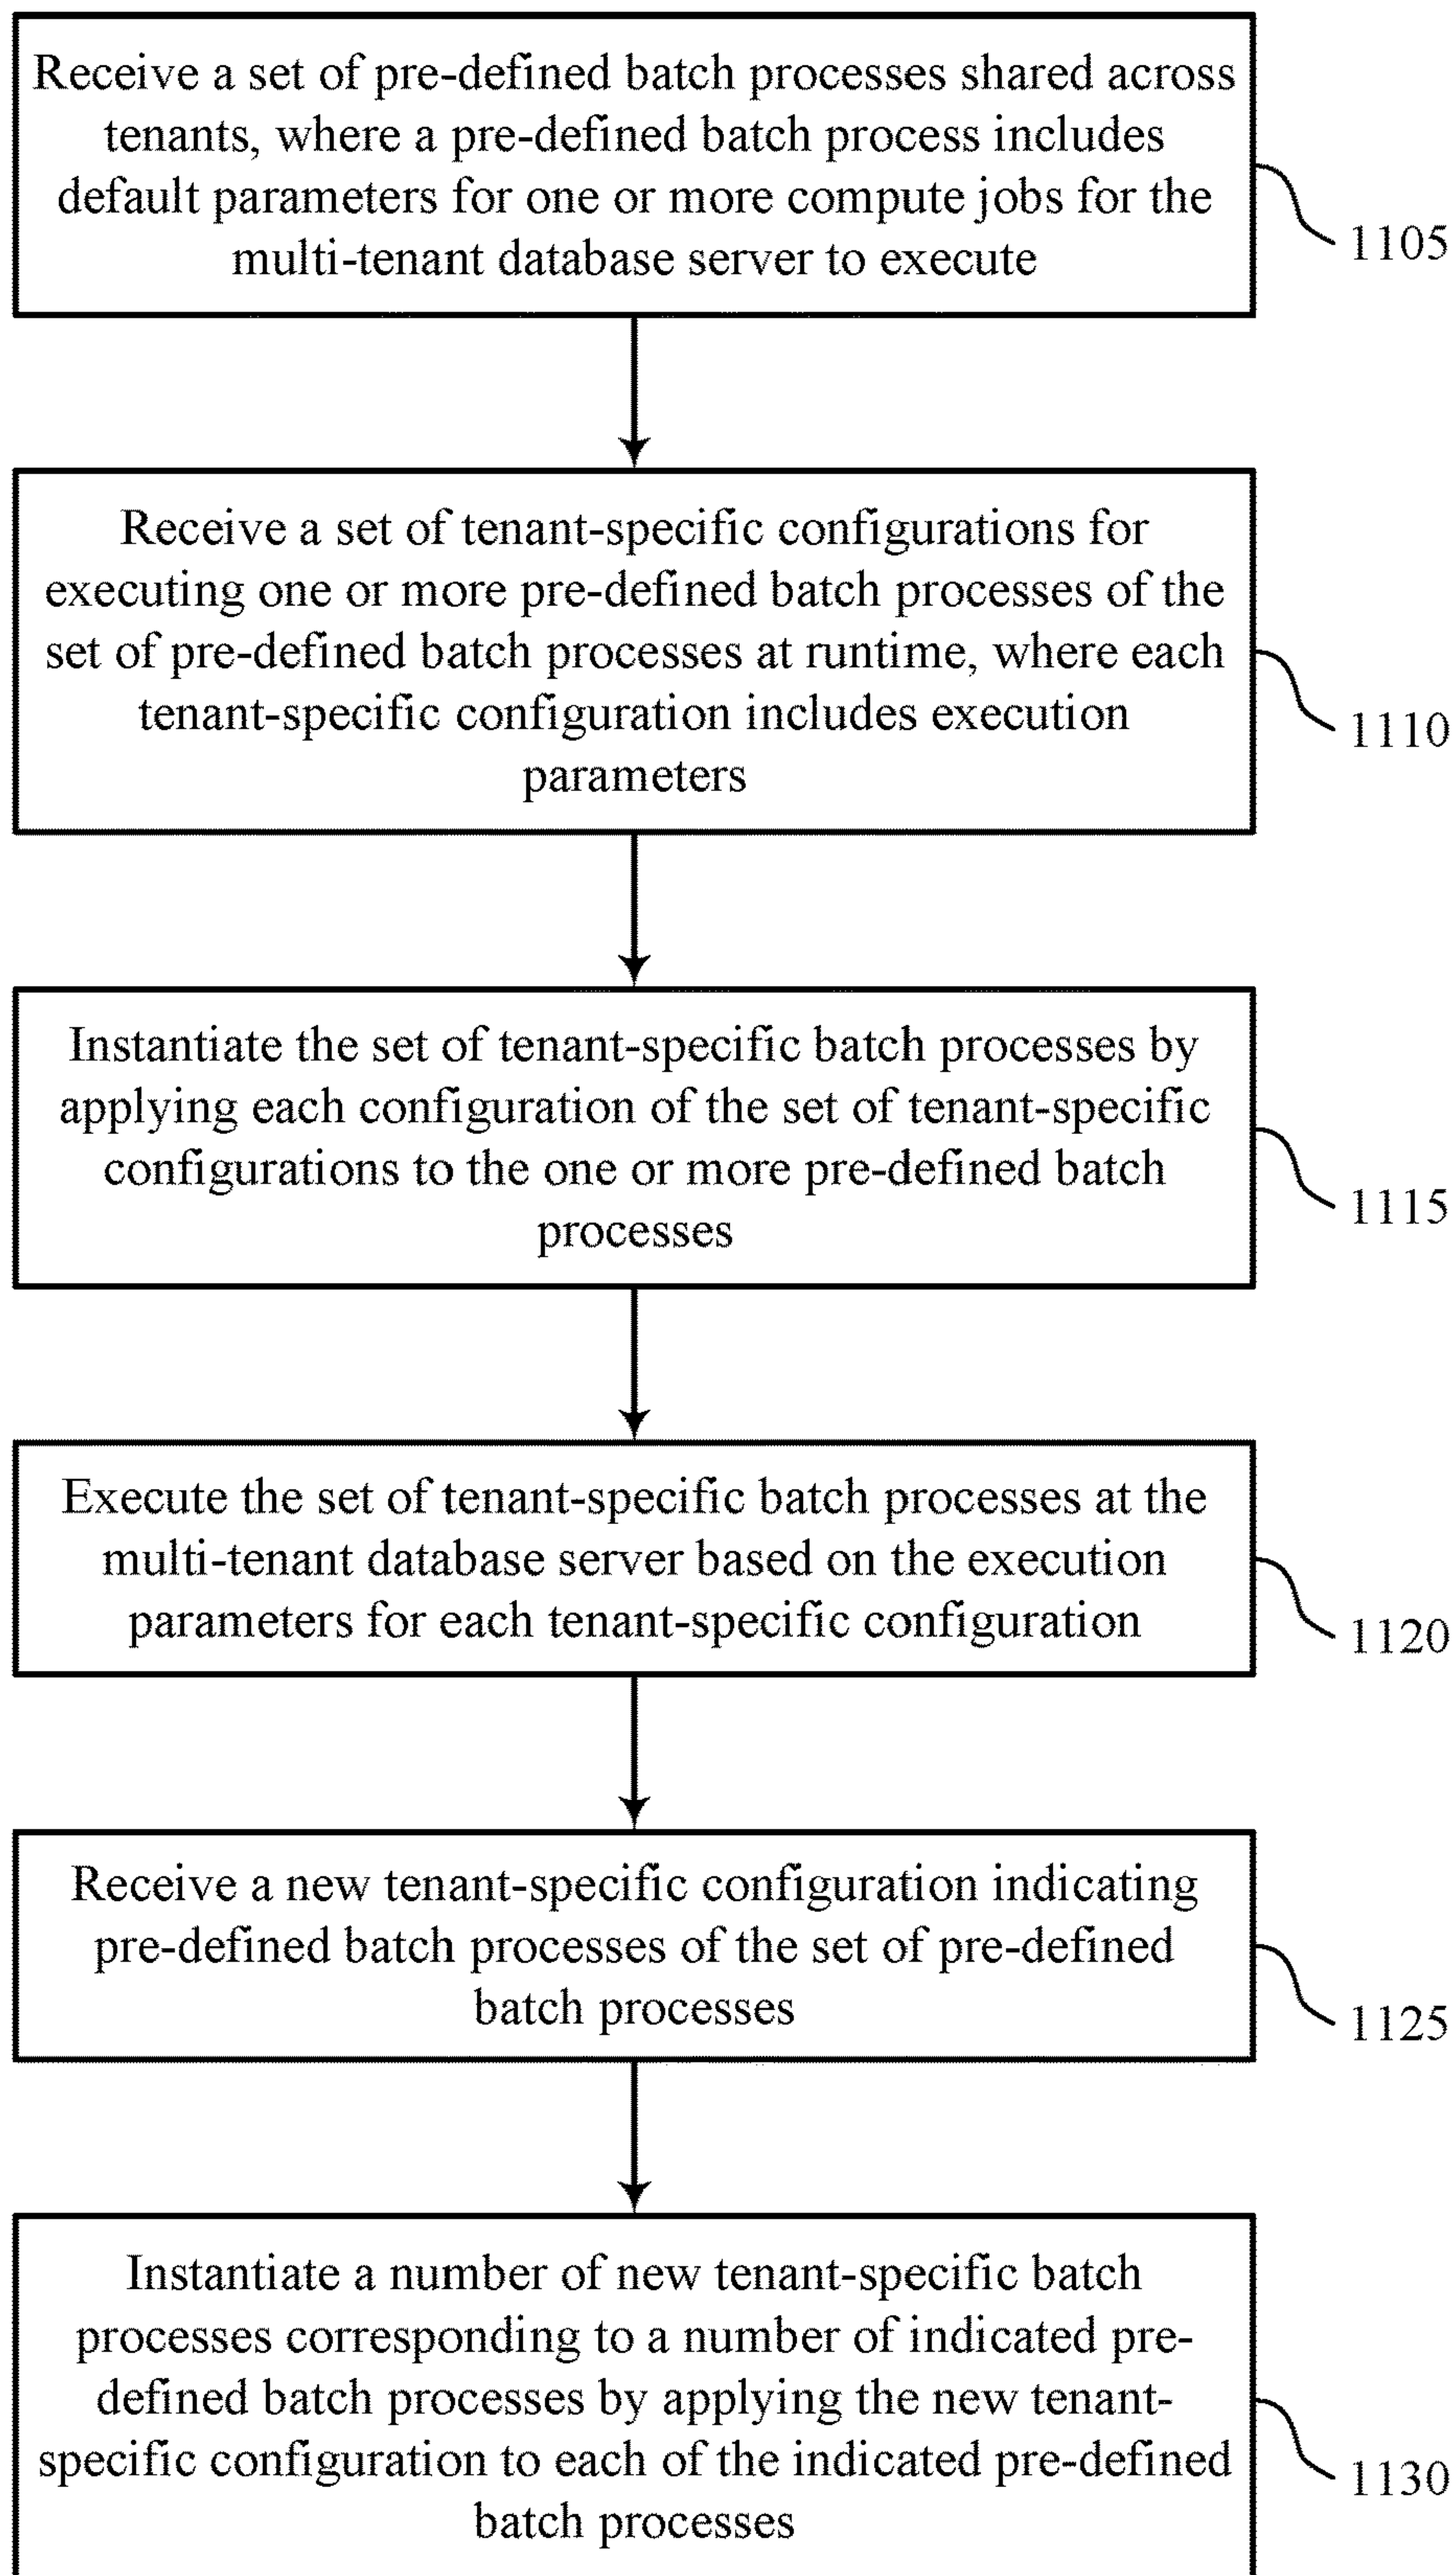 Receive a set of pre-defined batch processes shared across
tenants, where a pre-defined batch process includes
default parameters for one or more compute jobs for the
multi-tenant database server to execute
1105
Receive a set of tenant-specific configurations for
executing one or more pre-defined batch processes of the
set of pre-defined batch processes at runtime, where each
tenant-specific configuration includes execution
parameters
1110
Instantiate the set of tenant-specific batch processes by
applying each configuration of the set of tenant-specific
configurations to the one or more pre-defined batch
processes
1115
Execute the set of tenant-specific batch processes at the
multi-tenant database server based on the execution
parameters for each tenant-specific configuration
1120
Receive a new tenant-specific configuration indicating
pre-defined batch processes of the set of pre-defined
batch processes
1125
Instantiate a number of new tenant-specific batch
processes corresponding to a number of indicated pre-
defined batch processes by applying the new tenant-
specific configuration to each of the indicated pre-defined
batch processes
1130